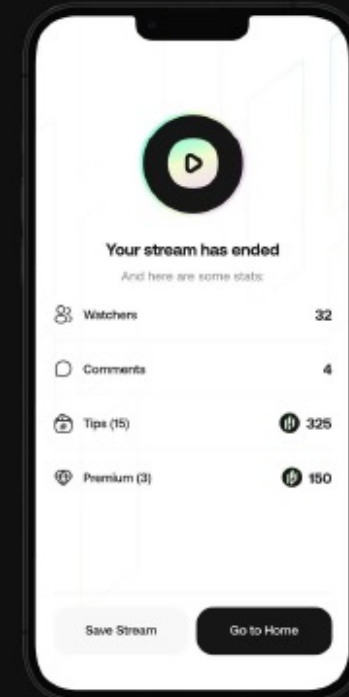 Your stream has ended
And here are some stats:
Watchers 32
Comments 4
Tips (15) 325
Premium (3) 150
Save Stream Go to Home